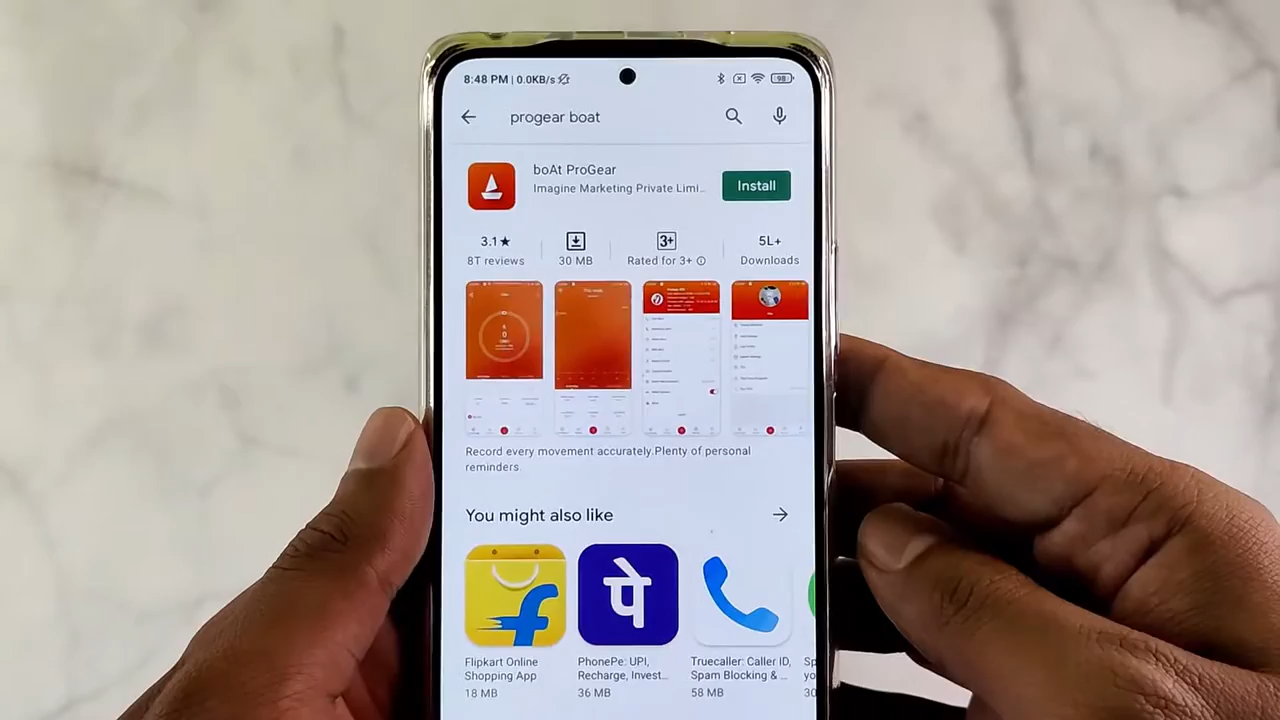 8:48 PM | 0.0KB/s
98
progear boat
boAt ProGear
Imagine Marketing Private Limi..
Install
3.1★
8T reviews
30 MB
3+
Rated for 3+
5L+
Downloads
Record every movement accurately.Plenty of personal
reminders.
You might also like
पे
Flipkart Online
Shopping App
18 MB
PhonePe: UPI,
Recharge, Invest...
36 MB
Truecaller: Caller ID,
Spam Blocking & ...
58 MB